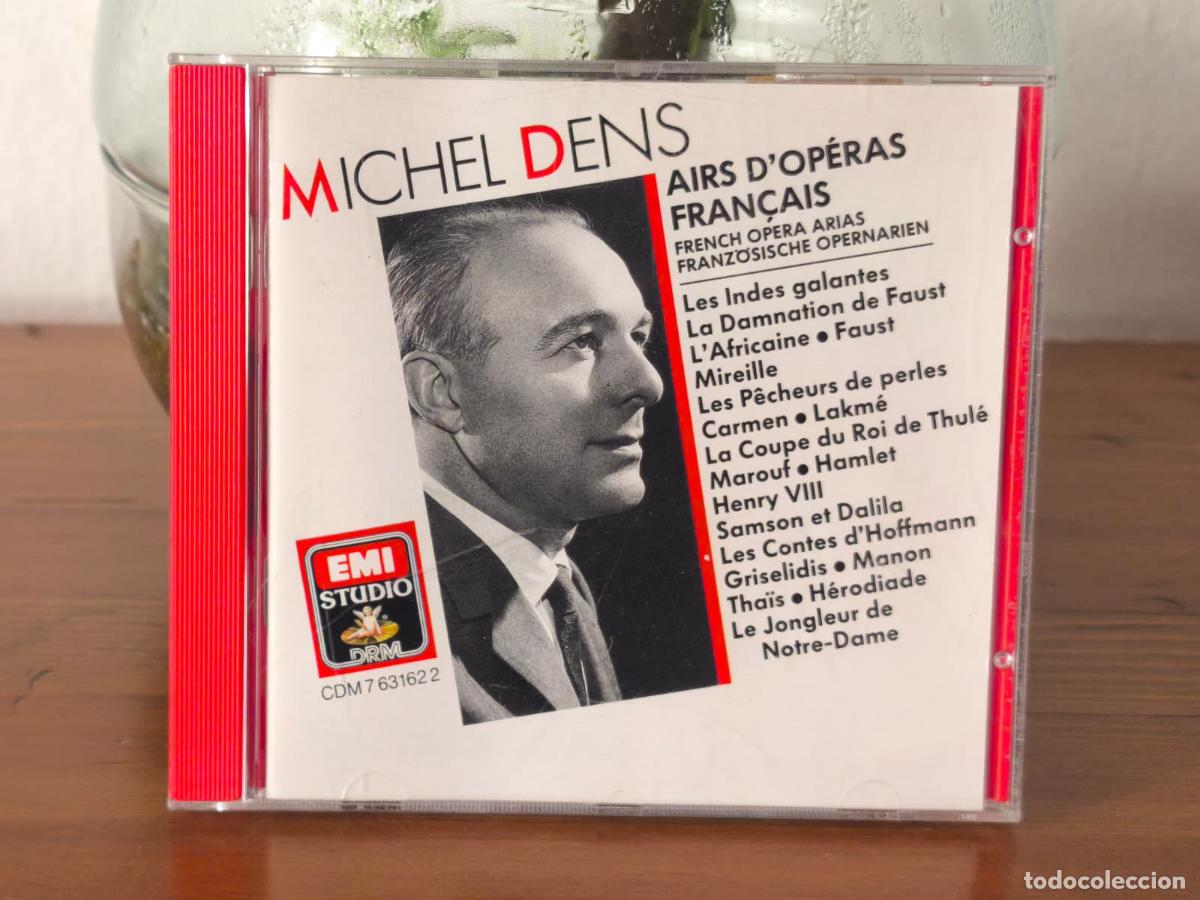 MICHEL DENS
AIRS D'OPÉRAS
FRANÇAIS
FRENCH OPERA ARIAS
FRANZÖSISCHE OPERNARIEN
Les Indes galantes
La Damnation de Faust
L'Africaine • Faust
Mireille
Les Pêcheurs de perles
Carmen • Lakmé
La Coupe du Roi de Thulé
Marouf • Hamlet
Henry VIII
Samson et Dalila
Les Contes d'Hoffmann
Griselidis • Manon
Thaïs • Hérodiade
Le Jongleur de
Notre-Dame
EMI
STUDIO
DRM
CDM 7 63162 2
todocoleccion